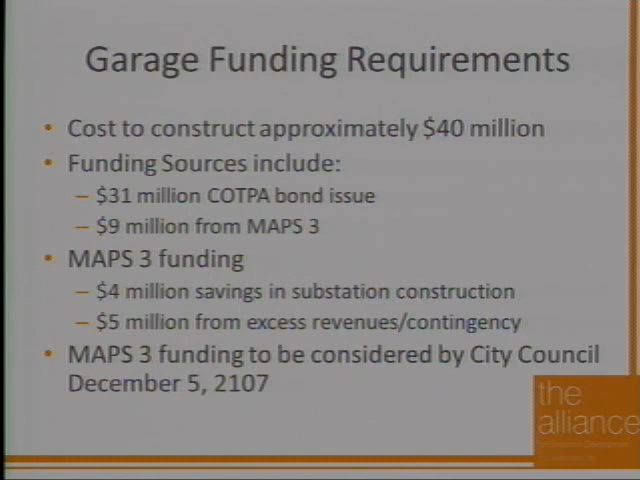 Garage Funding Requirements
• Cost to construct approximately $40 million
• Funding Sources include:
– $31 million COTPA bond issue
– $9 million from MAPS 3
• MAPS 3 funding
– $4 million savings in substation construction
– $5 million from excess revenues/contingency
• MAPS 3 funding to be considered by City Council
December 5, 2107
the
alliance